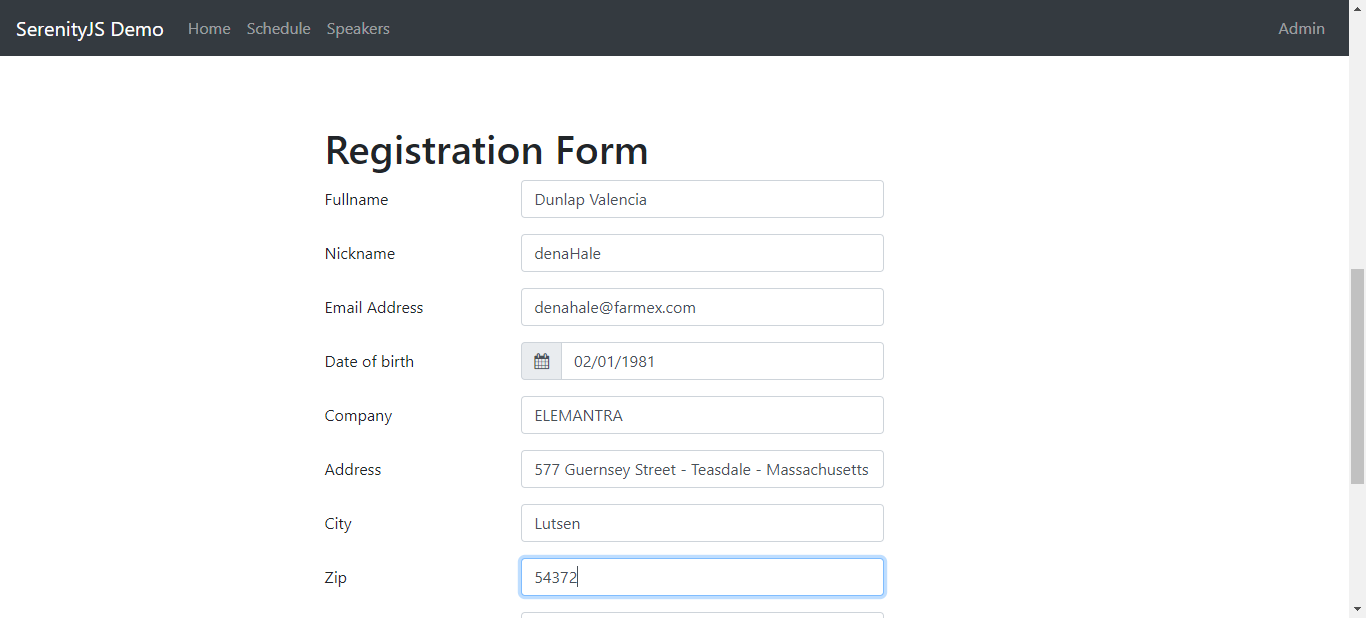 SerenityJS Demo Home Schedule Speakers Admin
Registration Form
Fullname Dunlap Valencia
Nickname denaHale
Email Address denahale@farmex.com
Date of birth 02/01/1981
Company ELEMANTRA
Address 577 Guernsey Street - Teasdale - Massachusetts
City Lutsen
Zip 54372